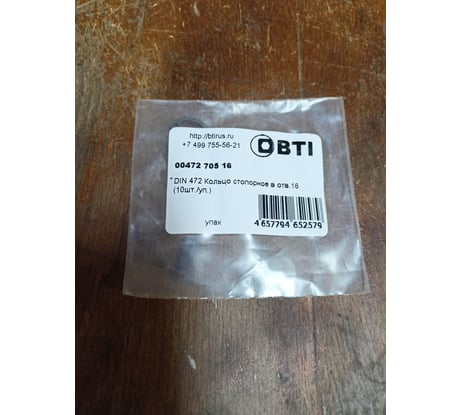 http://btirus.ru
+7 499 755-56-21
BTI
00472 705 16
DIN 472 Кольцо стопорное в отв.16
(10шт./уп.)
упак
4 657794 652579